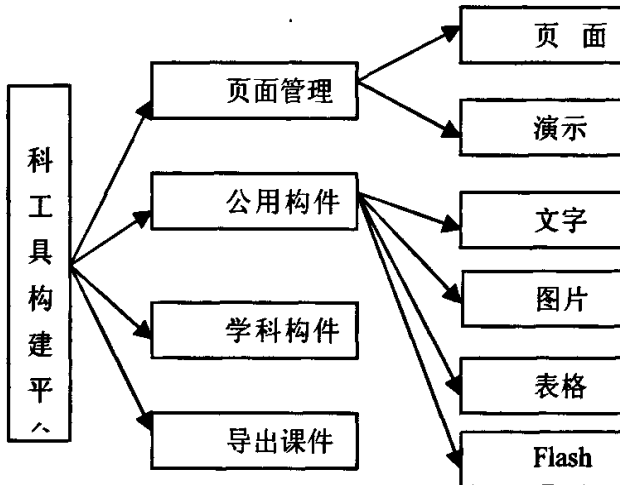 科工具构建平
页面管理
公用构件
学科构件
导出课件
页 面
演示
文字
图片
表格
Flash